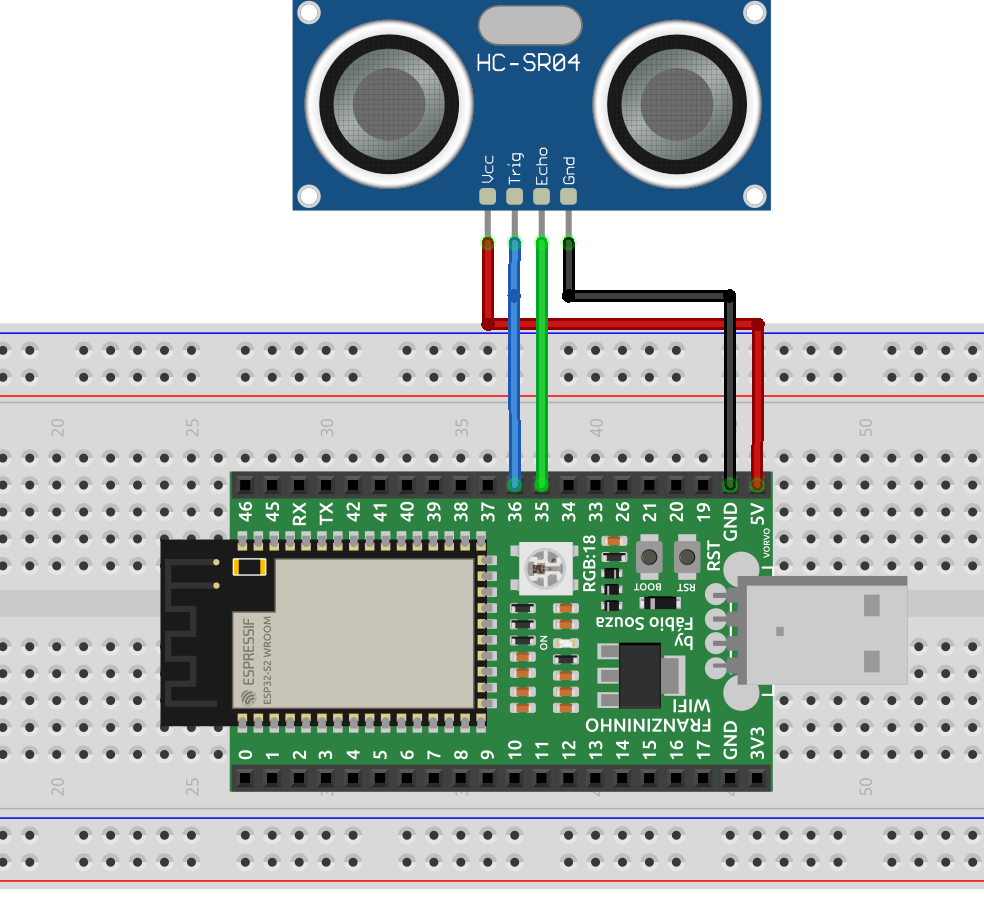 HC-SR04
Vcc Trig Echo Gnd
20 25 30 35 40 50
46 45 RX TX 42 41 40 39 38 37 36 35 34 33 26 21 20 19 GND 5V
VORVO
RGB:18
BOOT
RST
RST
ON
by
Fábio Souza
ESPRESSIF
ESP32-S2 WROOM
FRANZININHO
WIFI
0 1 2 3 4 5 6 7 8 9 10 11 12 13 14 15 16 17 GND 3V3
20 25 50